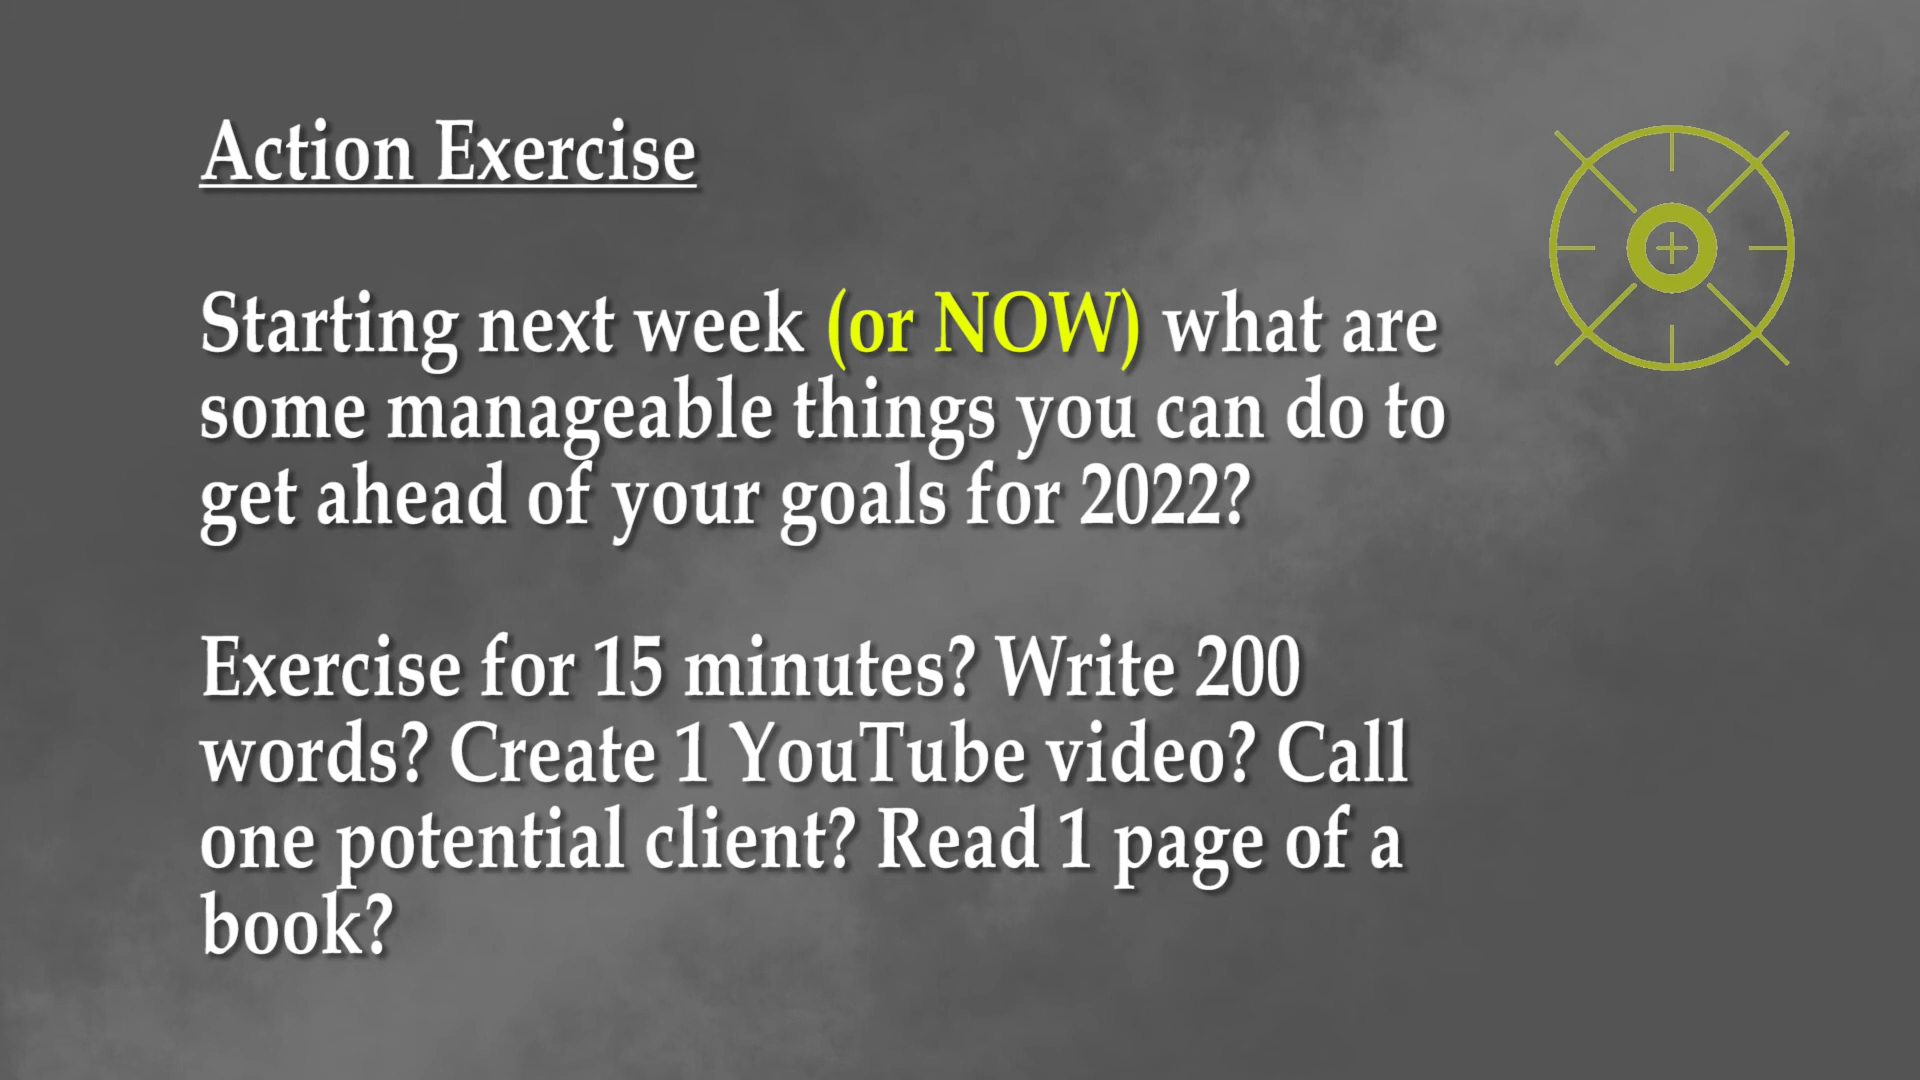 Action Exercise
Starting next week (or NOW) what are
some manageable things you can do to
get ahead of your goals for 2022?
Exercise for 15 minutes? Write 200
words? Create 1 YouTube video? Call
one potential client? Read 1 page of a
book?